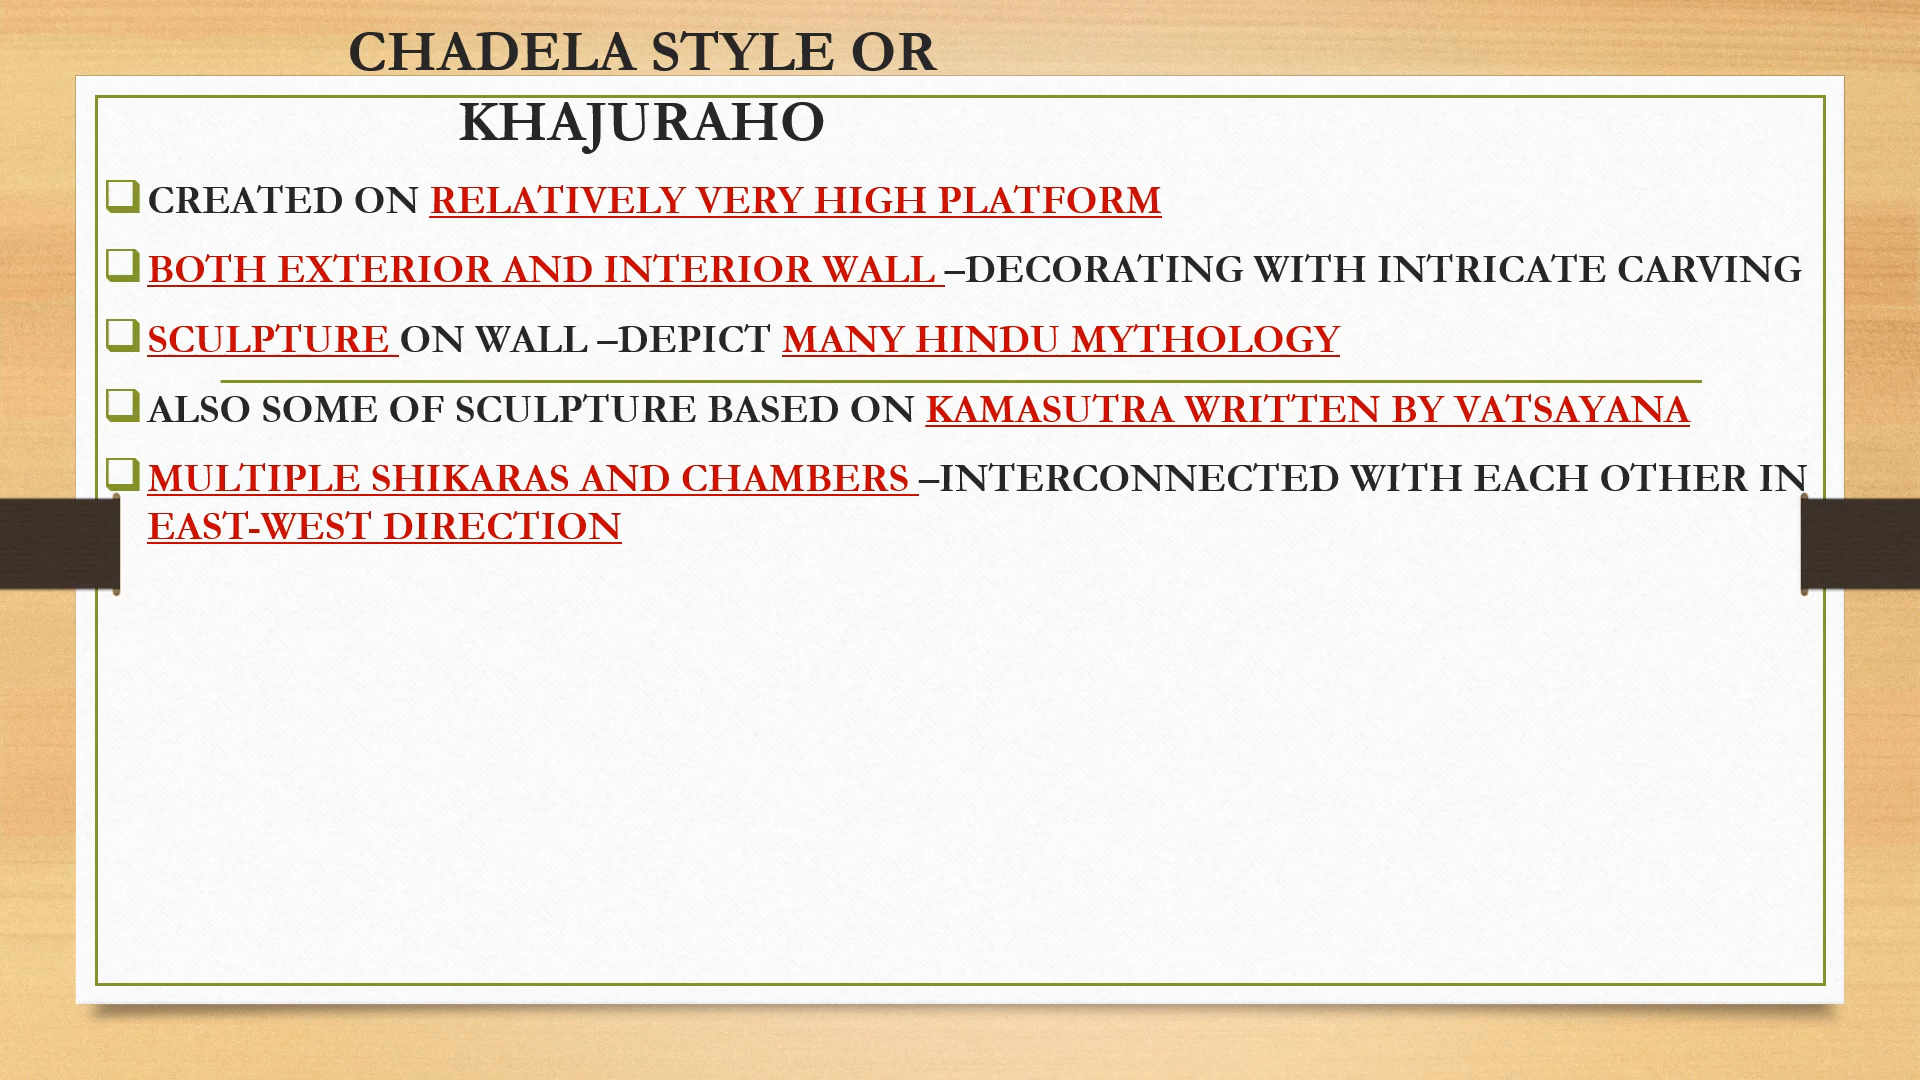 CHADELA STYLE OR
KHAJURAHO
CREATED ON RELATIVELY VERY HIGH PLATFORM
BOTH EXTERIOR AND INTERIOR WALL –DECORATING WITH INTRICATE CARVING
SCULPTURE ON WALL –DEPICT MANY HINDU MYTHOLOGY
ALSO SOME OF SCULPTURE BASED ON KAMASUTRA WRITTEN BY VATSAYANA
MULTIPLE SHIKARAS AND CHAMBERS –INTERCONNECTED WITH EACH OTHER IN
EAST-WEST DIRECTION